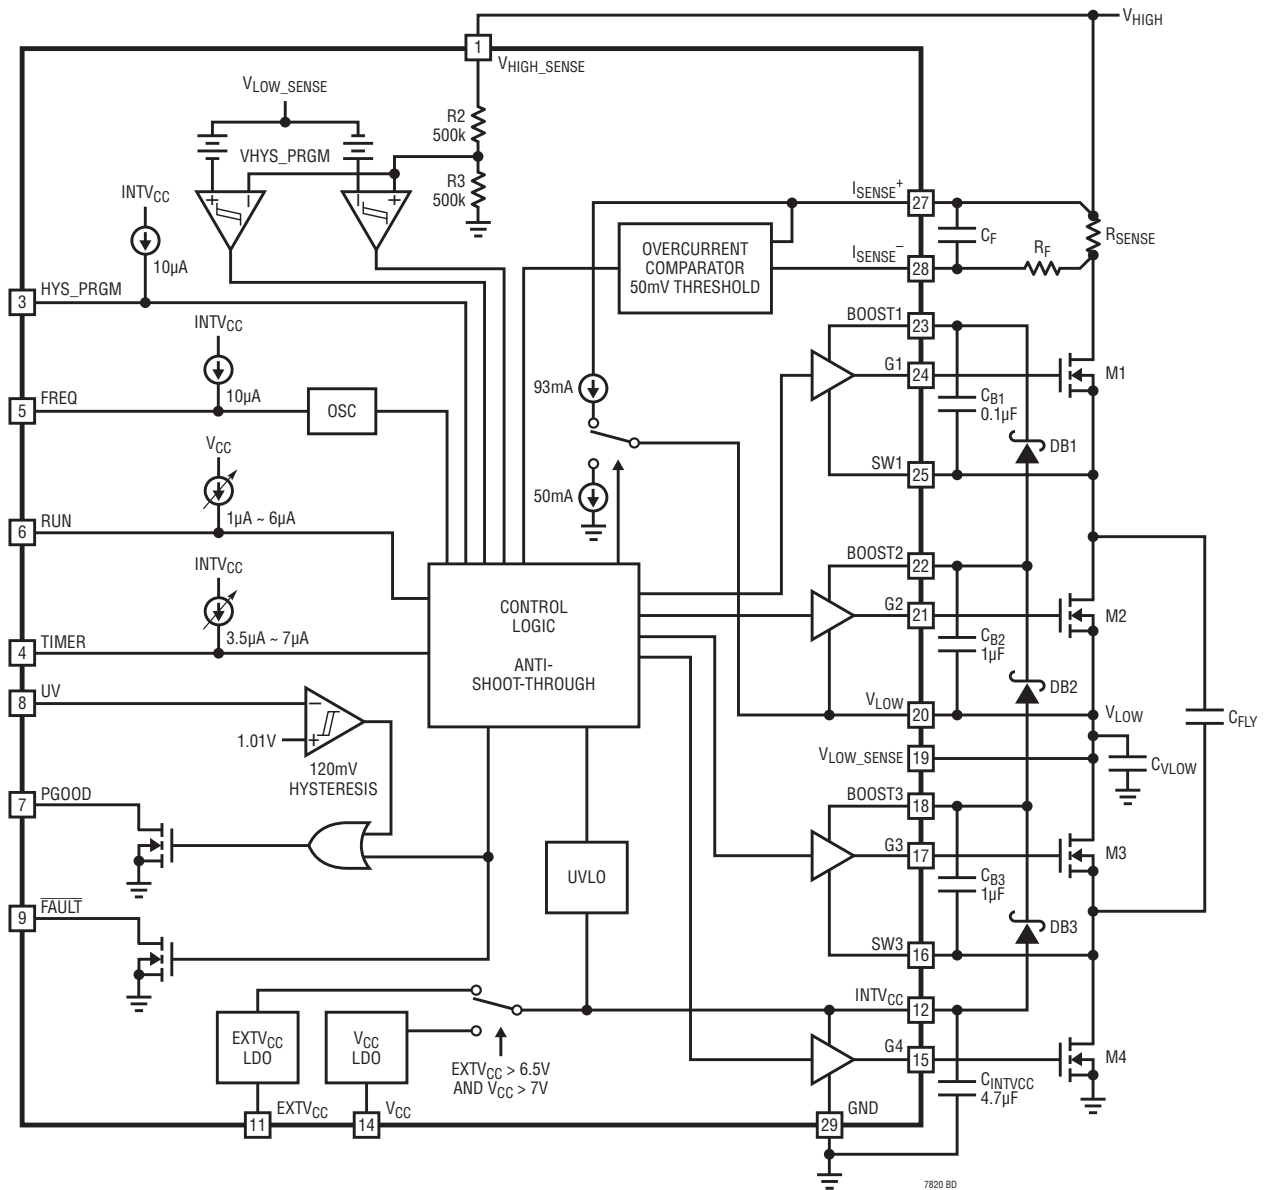 VHIGH
1
VHIGH_SENSE
VLOW_SENSE
R2
500k
VHYS_PRGM
R3
500k
INTVCC
10µA
+
–
–
+
ISENSE+
27
CF
RSENSE
OVERCURRENT
COMPARATOR
50mV THRESHOLD
ISENSE–
28
RF
3
HYS_PRGM
INTVCC
10µA
BOOST1
23
G1
24
M1
CB1
0.1µF
93mA
5
FREQ
OSC
DB1
SW1
25
VCC
1µA ~ 6µA
50mA
6
RUN
INTVCC
3.5µA ~ 7µA
BOOST2
22
CONTROL
LOGIC
ANTI-
SHOOT-THROUGH
G2
21
M2
CB2
1µF
4
TIMER
8
UV
–
+
1.01V
120mV
HYSTERESIS
DB2
VLOW
20
VLOW
CFLY
VLOW_SENSE
19
CVLOW
7
PGOOD
BOOST3
18
G3
17
M3
CB3
1µF
UVLO
9
FAULT
DB3
SW3
16
INTVCC
12
EXTVCC
LDO
VCC
LDO
EXTVCC > 6.5V
AND VCC > 7V
G4
15
M4
CINTVCC
4.7µF
11
EXTVCC
14
VCC
29
GND
7820 BD